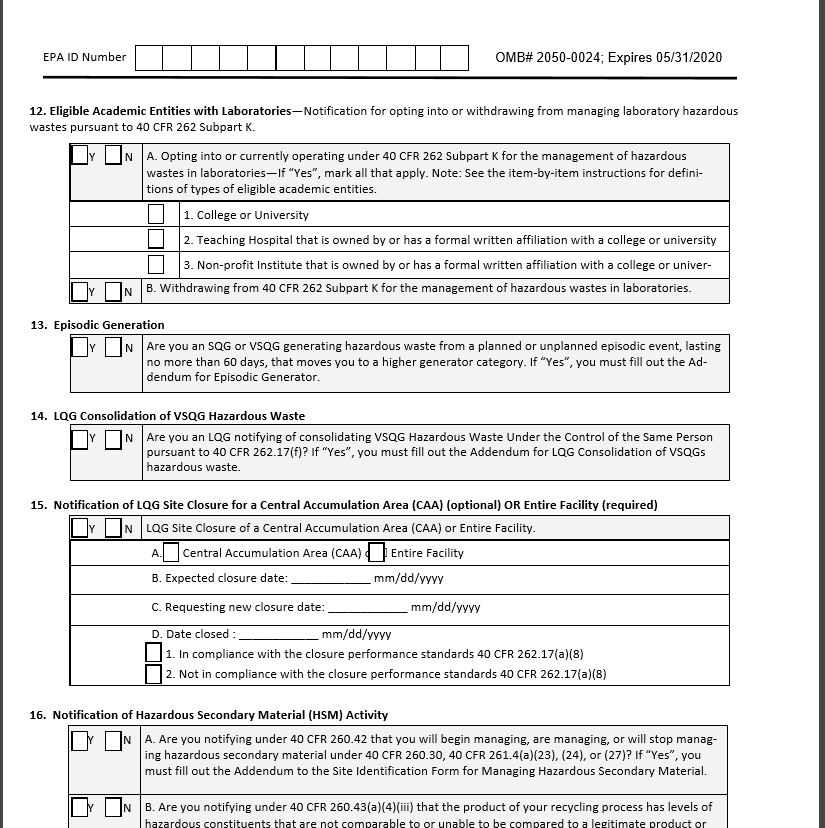 EPA ID Number OMB# 2050-0024; Expires 05/31/2020
12. Eligible Academic Entities with Laboratories—Notification for opting into or withdrawing from managing laboratory hazardous
wastes pursuant to 40 CFR 262 Subpart K.
Y N A. Opting into or currently operating under 40 CFR 262 Subpart K for the management of hazardous
wastes in laboratories—If “Yes”, mark all that apply. Note: See the item-by-item instructions for defini-
tions of types of eligible academic entities.
1. College or University
2. Teaching Hospital that is owned by or has a formal written affiliation with a college or university
3. Non-profit Institute that is owned by or has a formal written affiliation with a college or univer-
Y N B. Withdrawing from 40 CFR 262 Subpart K for the management of hazardous wastes in laboratories.
13. Episodic Generation
Y N Are you an SQG or VSQG generating hazardous waste from a planned or unplanned episodic event, lasting
no more than 60 days, that moves you to a higher generator category. If “Yes”, you must fill out the Ad-
dendum for Episodic Generator.
14. LQG Consolidation of VSQG Hazardous Waste
Y N Are you an LQG notifying of consolidating VSQG Hazardous Waste Under the Control of the Same Person
pursuant to 40 CFR 262.17(f)? If “Yes”, you must fill out the Addendum for LQG Consolidation of VSQGs
hazardous waste.
15. Notification of LQG Site Closure for a Central Accumulation Area (CAA) (optional) OR Entire Facility (required)
Y N LQG Site Closure of a Central Accumulation Area (CAA) or Entire Facility.
A. Central Accumulation Area (CAA) Entire Facility
B. Expected closure date: ____________ mm/dd/yyyy
C. Requesting new closure date: ____________ mm/dd/yyyy
D. Date closed : ____________ mm/dd/yyyy
1. In compliance with the closure performance standards 40 CFR 262.17(a)(8)
2. Not in compliance with the closure performance standards 40 CFR 262.17(a)(8)
16. Notification of Hazardous Secondary Material (HSM) Activity
Y N A. Are you notifying under 40 CFR 260.42 that you will begin managing, are managing, or will stop manag-
ing hazardous secondary material under 40 CFR 260.30, 40 CFR 261.4(a)(23), (24), or (27)? If “Yes”, you
must fill out the Addendum to the Site Identification Form for Managing Hazardous Secondary Material.
Y N B. Are you notifying under 40 CFR 260.43(a)(4)(iii) that the product of your recycling process has levels of
hazardous constituents that are not comparable to or unable to be compared to a legitimate product or